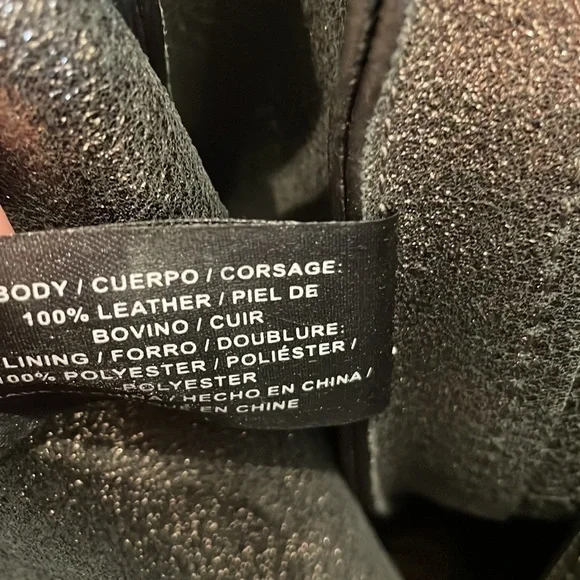 BODY / CUERPO / CORSAGE:
100% LEATHER / PIEL DE
BOVINO / CUIR
LINING / FORRO / DOUBLURE:
100% POLYESTER / POLIÉSTER /
POLYESTER
/ HECHO EN CHINA /
EN CHINE